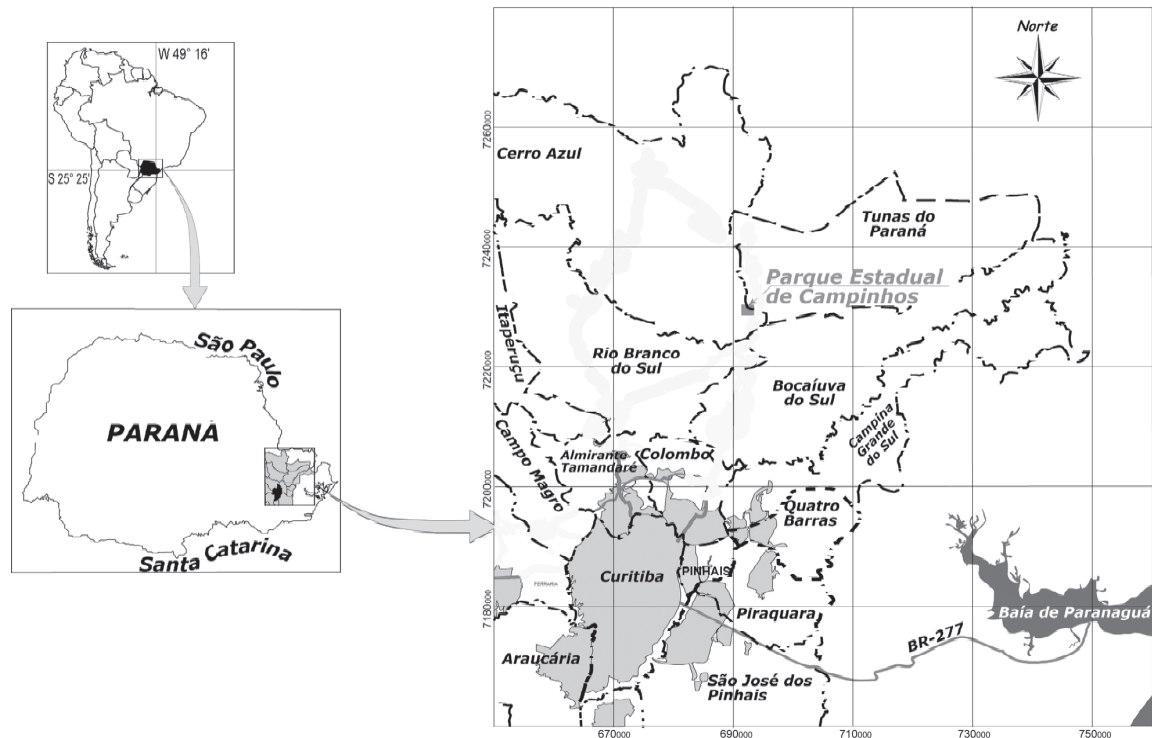 W 49° 16'
S 25° 25'
São Paulo
PARANÁ
Santa Catarina
Norte
7260000
Cerro Azul
Tunas do
Paraná
7240000
Parque Estadual
de Campinhos
Itaperuçu
Rio Branco
do Sul
7220000
Bocaíuva
do Sul
Campina
Grande
do Sul
Campo Magro
Almirante
Tamandaré
Colombo
7200000
Quatro
Barras
Curitiba
PINHAIS
FERRARIA
7180000
Piraquara
Baía de Paranaguá
BR-277
Araucária
São José dos
Pinhais
670000
690000
710000
730000
750000